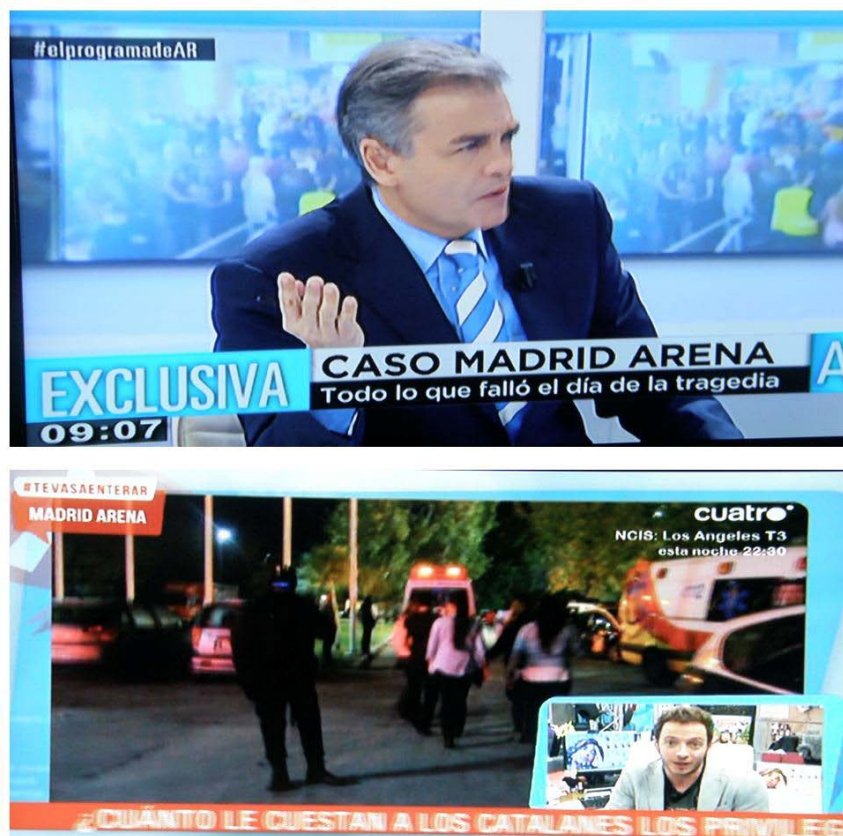 #elprogramadeAR
EXCLUSIVA
CASO MADRID ARENA
Todo lo que falló el día de la tragedia
A
09:07
#TEVASAENTERAR
MADRID ARENA
cuatro
NCIS: Los Angeles T3
esta noche 22:30
¿CUÁNTO LE CUESTAN A LOS CATALANES LOS PRIVILEG